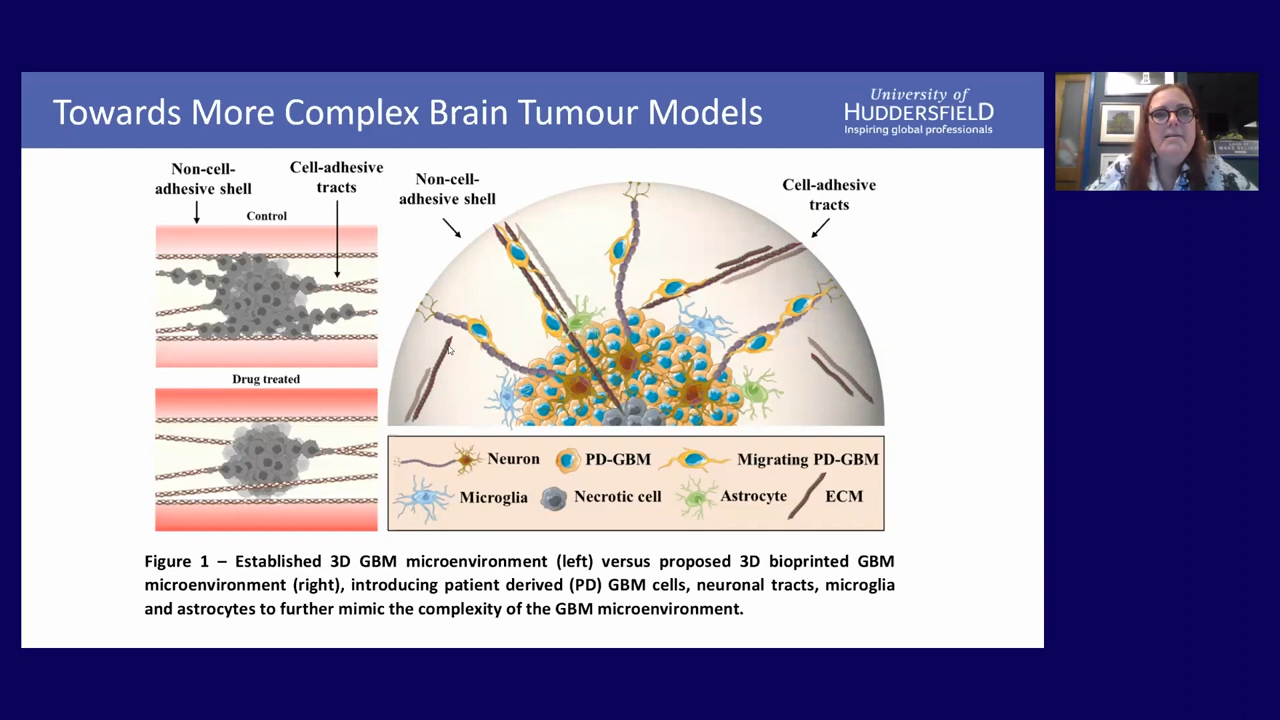 Towards More Complex Brain Tumour Models
University of
HUDDERSFIELD
Inspiring global professionals
Non-cell-
adhesive shell
Cell-adhesive
tracts
Control
Drug treated
Non-cell-
adhesive shell
Cell-adhesive
tracts
Neuron
PD-GBM
Migrating PD-GBM
Microglia
Necrotic cell
Astrocyte
ECM
Figure 1 – Established 3D GBM microenvironment (left) versus proposed 3D bioprinted GBM
microenvironment (right), introducing patient derived (PD) GBM cells, neuronal tracts, microglia
and astrocytes to further mimic the complexity of the GBM microenvironment.